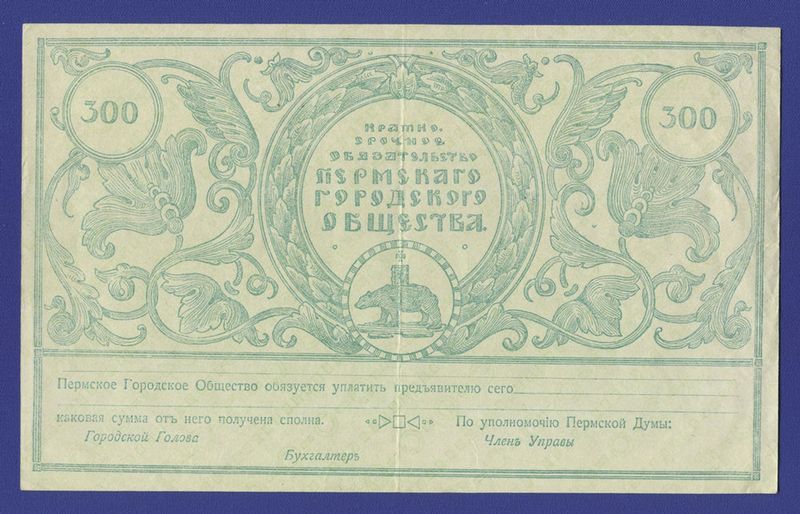 300
300
КРАТКО-
СРОЧНОЕ
ОБЯЗАТЕЛЬСТВО
ПЕРМСКАГО
ГОРОДСКОГО
ОБЩЕСТВА.
Пермское Городское Общество обязуется уплатить предъявителю сего
каковая сумма отъ него получена сполна.
По уполномочію Пермской Думы:
Городской Голова
Членъ Управы
Бухгалтеръ